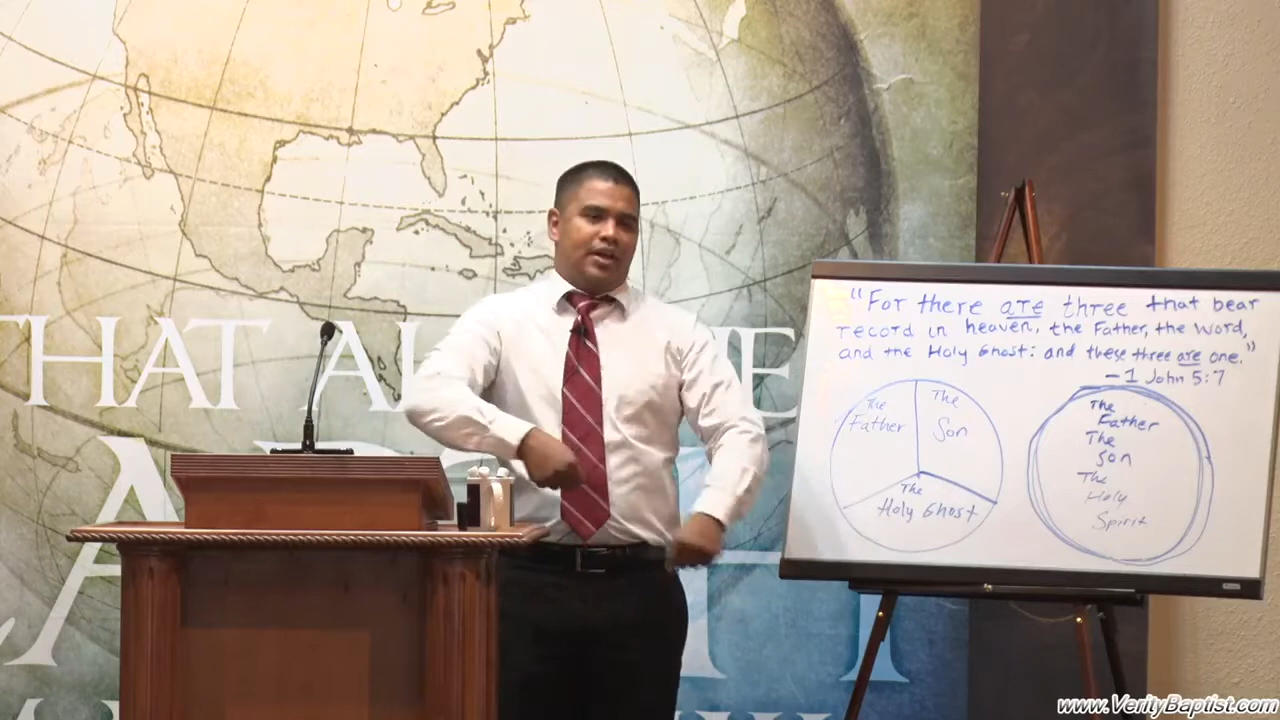 THAT AL
"For there are three that bear
record in heaven, the Father, the Word,
and the Holy Ghost: and these three are one."
-1 John 5:7
The
Father
The
Son
The
Holy Ghost
The
Father
The
Son
The
Holy
Spirit
www.VerityBaptist.com